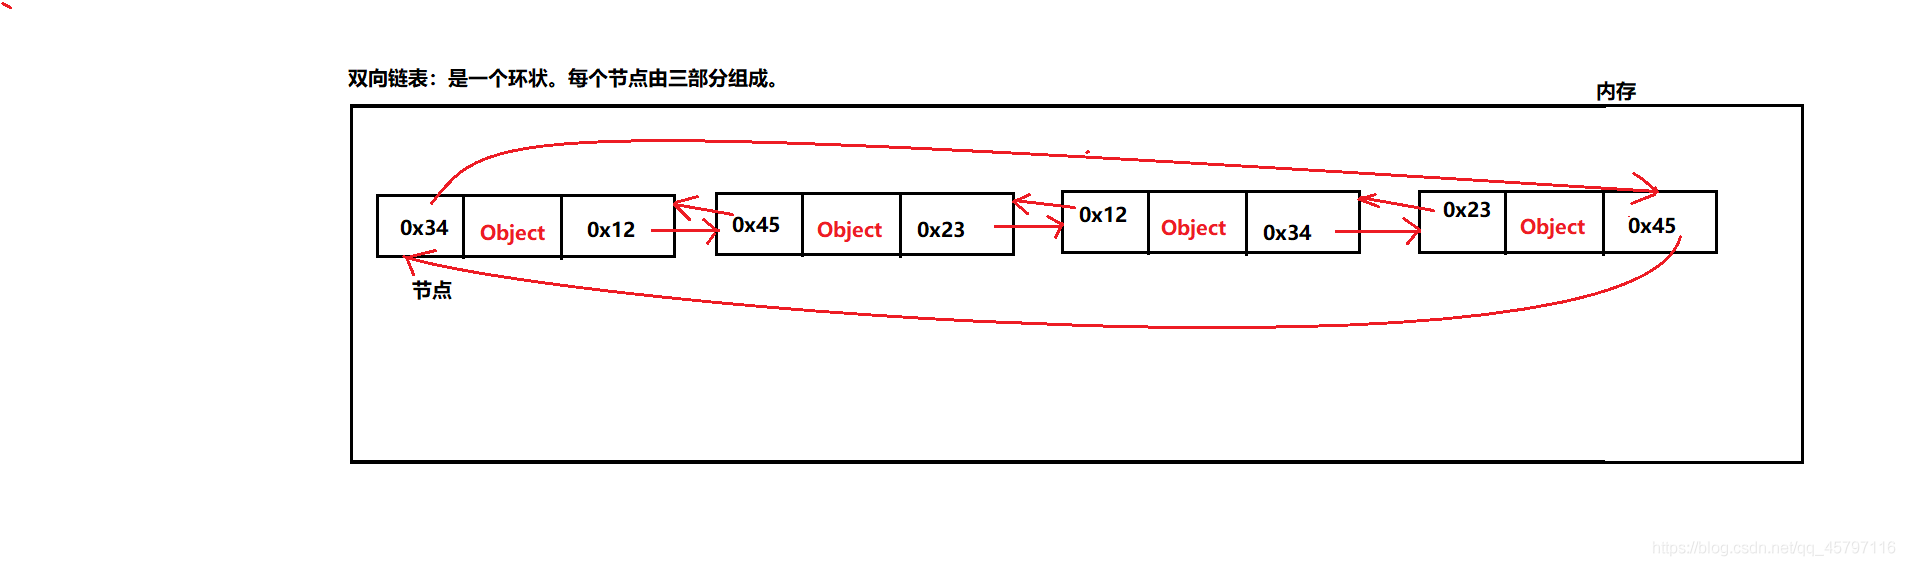 双向链表：是一个环状。每个节点由三部分组成。
内存
0x34 Object 0x12 0x45 Object 0x23 0x12 Object 0x34 0x23 Object 0x45
节点
https://blog.csdn.net/qq_45797116